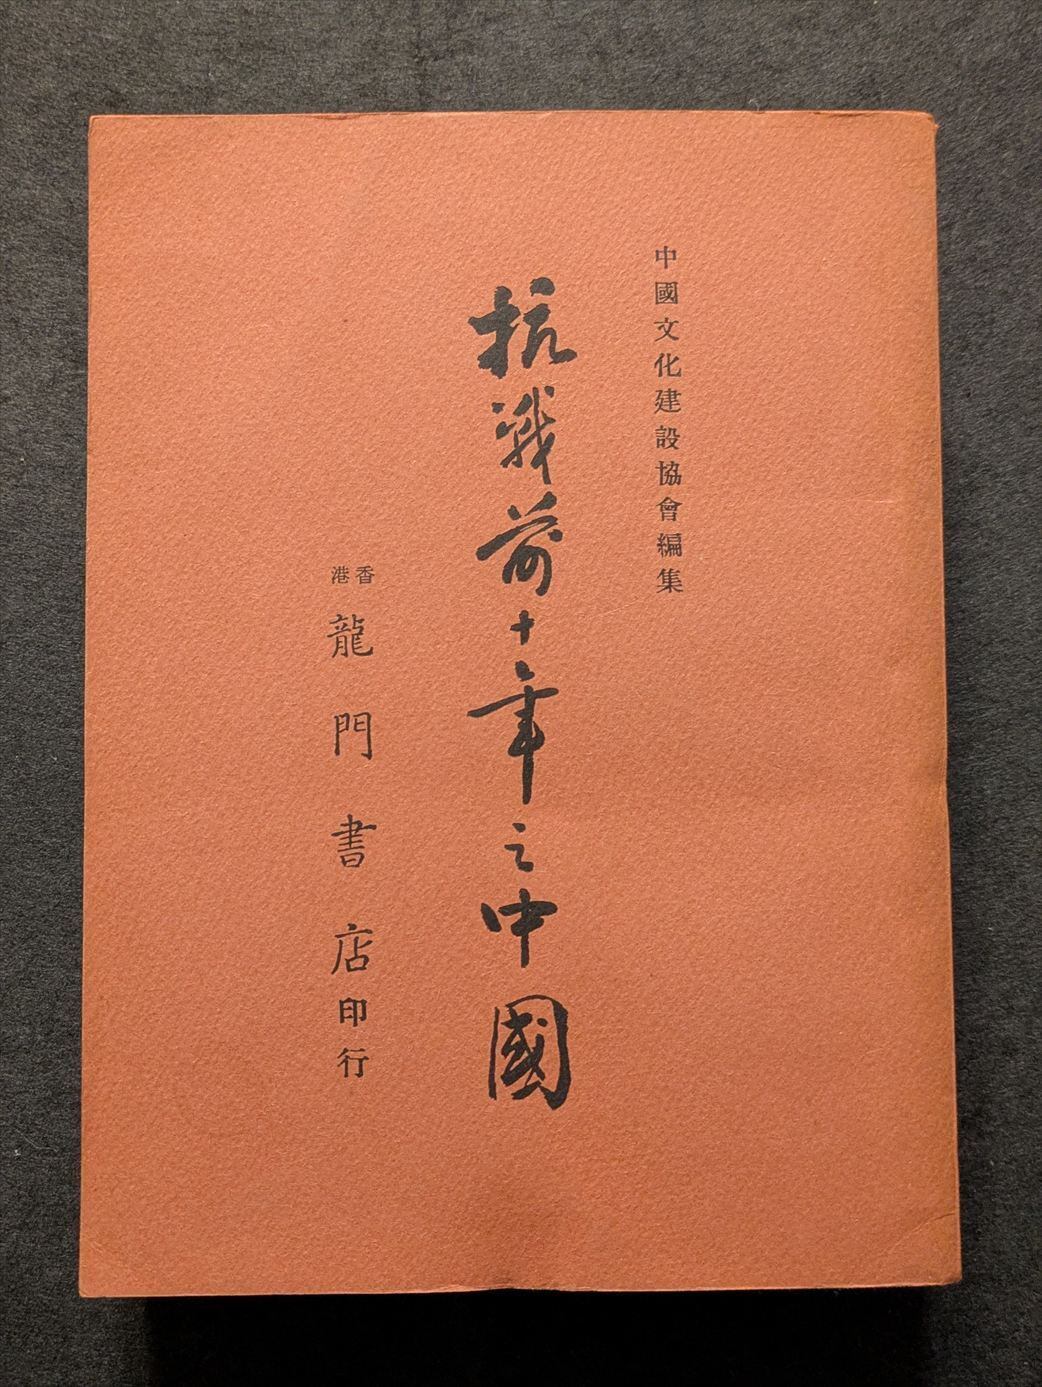 中國文化建設協會編集
抗戰前十年之中國
香港
龍門書店印行